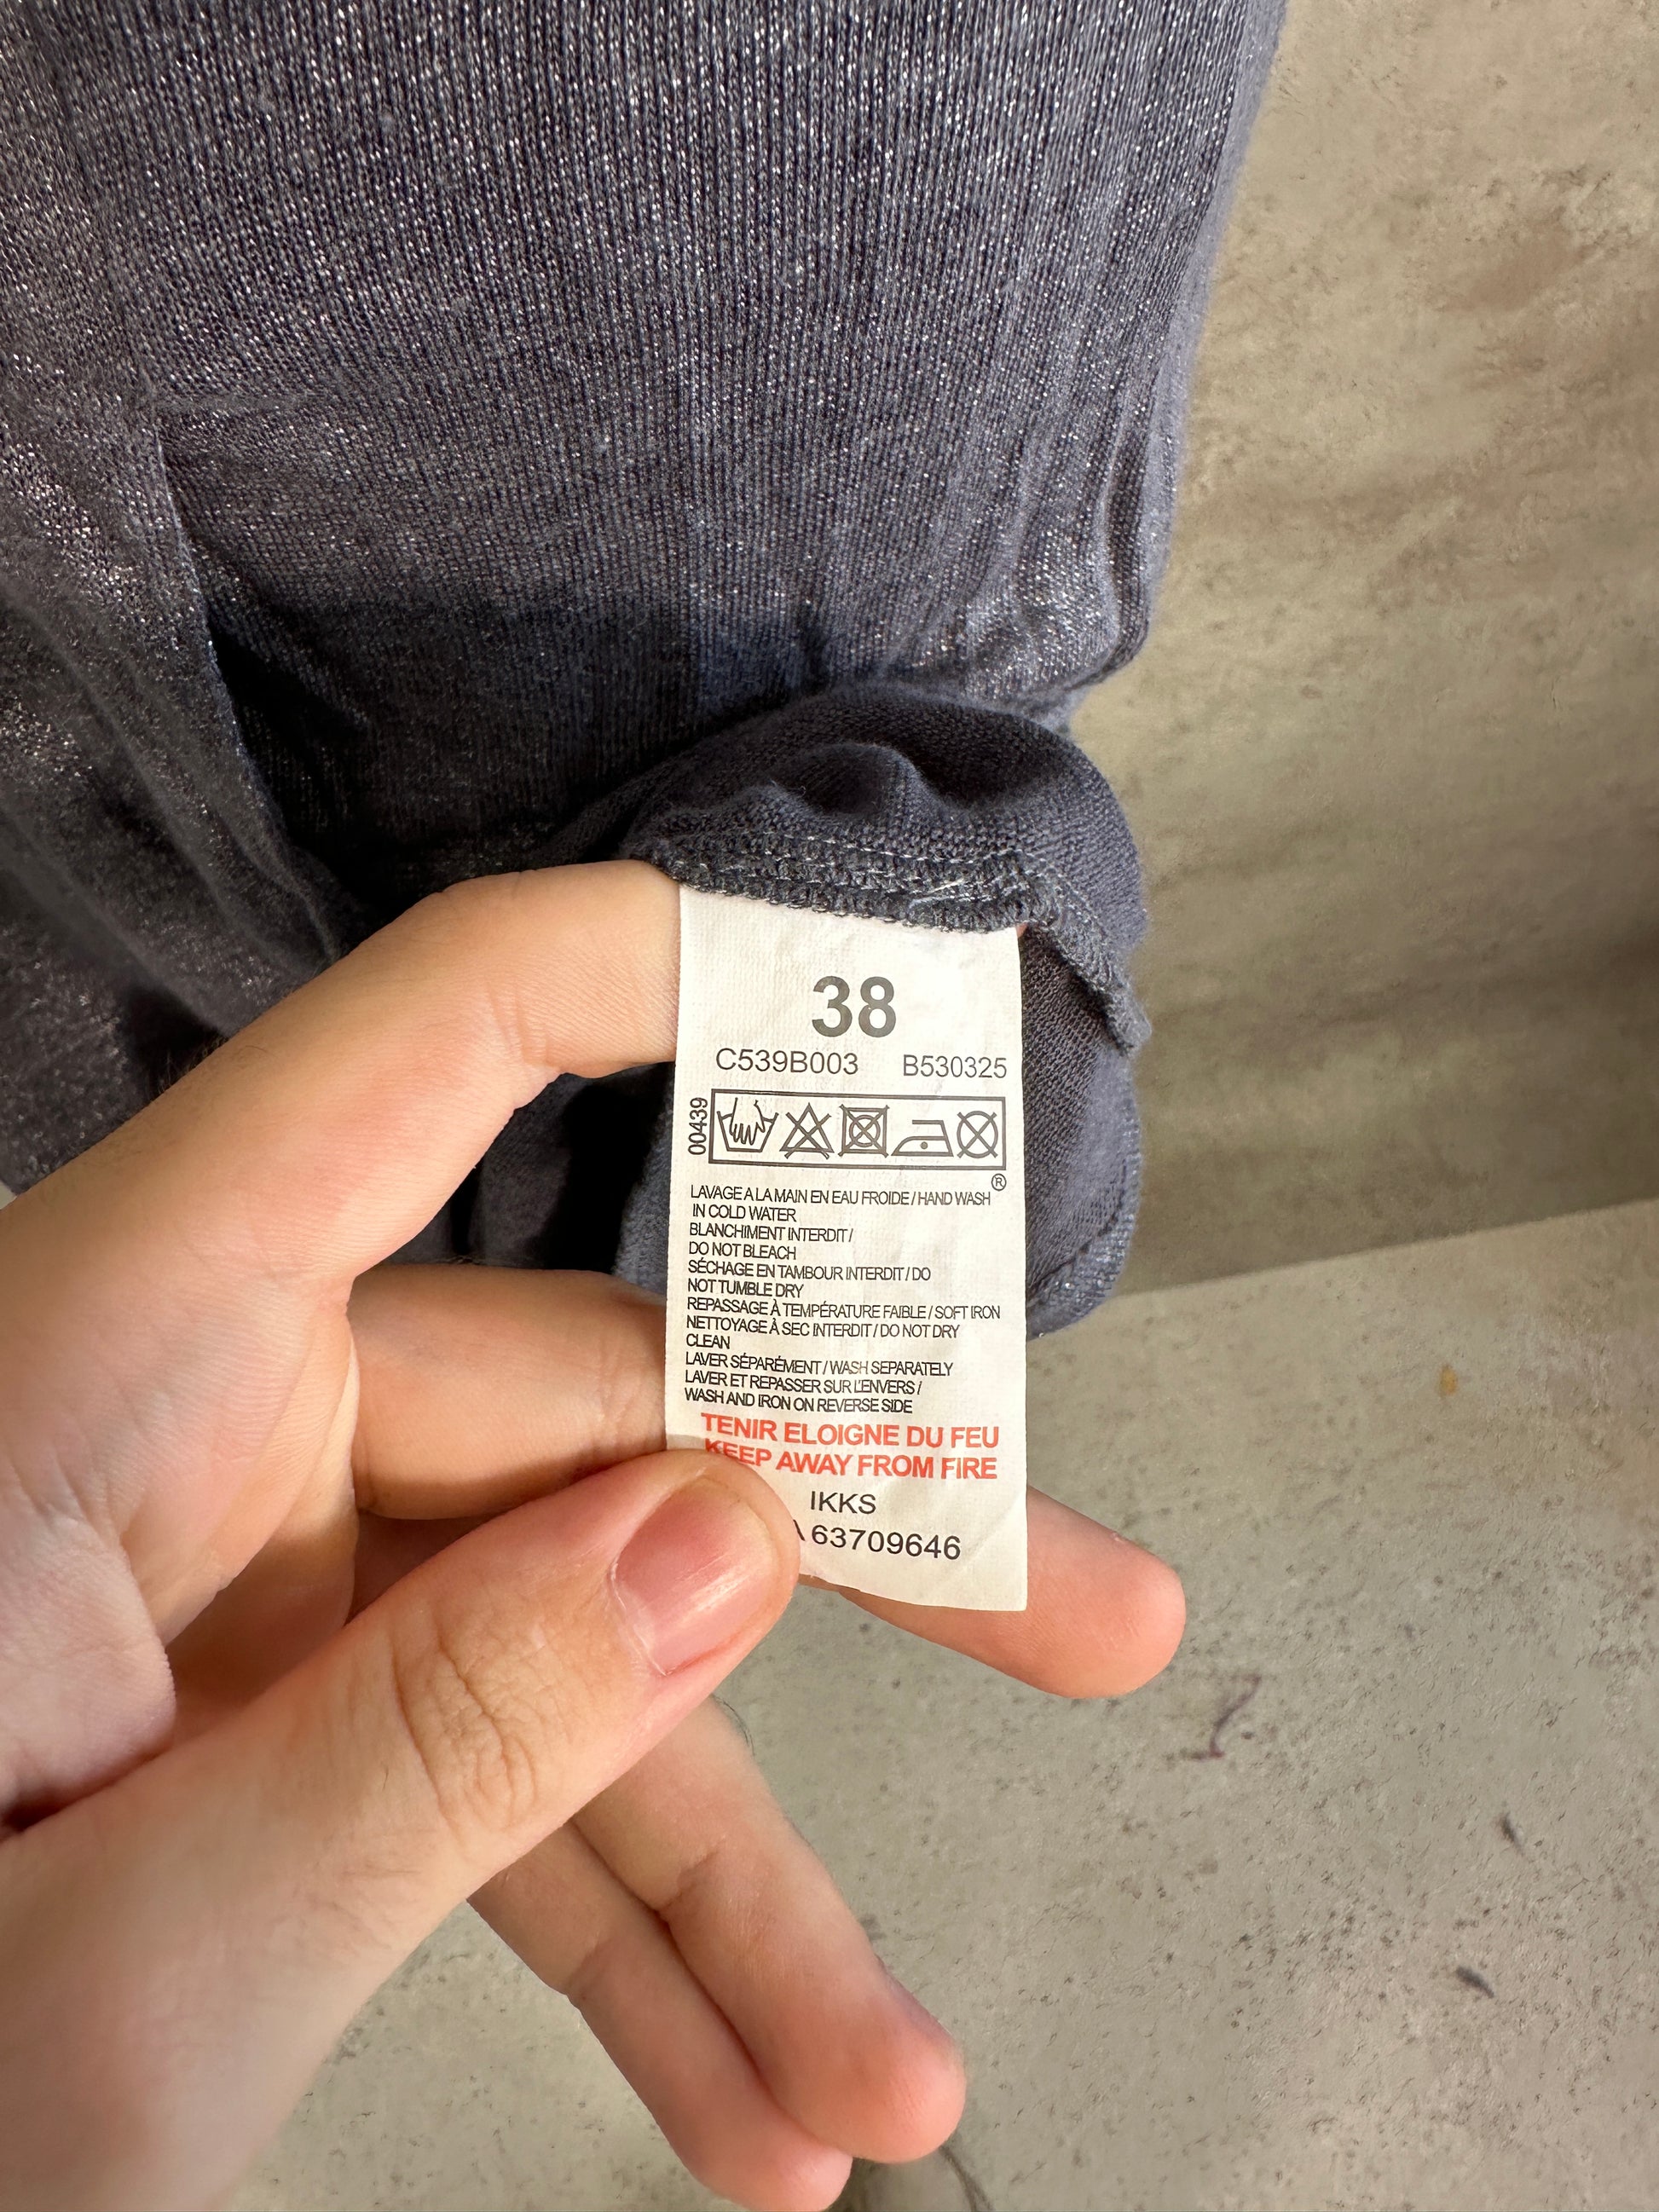 38
C539B003 B530325
00439
®
LAVAGE A LA MAIN EN EAU FROIDE / HAND WASH
IN COLD WATER
BLANCHIMENT INTERDIT /
DO NOT BLEACH
SÉCHAGE EN TAMBOUR INTERDIT / DO
NOT TUMBLE DRY
REPASSAGE À TEMPÉRATURE FAIBLE / SOFT IRON
NETTOYAGE À SEC INTERDIT / DO NOT DRY
CLEAN
LAVER SÉPARÉMENT / WASH SEPARATELY
LAVER ET REPASSER SUR L'ENVERS /
WASH AND IRON ON REVERSE SIDE
TENIR ELOIGNE DU FEU
KEEP AWAY FROM FIRE
IKKS
63709646